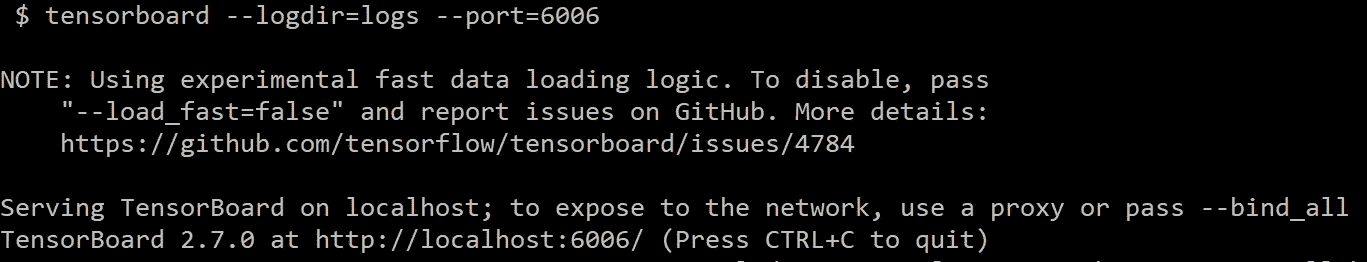 $ tensorboard --logdir=logs --port=6006
NOTE: Using experimental fast data loading logic. To disable, pass
"--load_fast=false" and report issues on GitHub. More details:
https://github.com/tensorflow/tensorboard/issues/4784
Serving TensorBoard on localhost; to expose to the network, use a proxy or pass --bind_all
TensorBoard 2.7.0 at http://localhost:6006/ (Press CTRL+C to quit)